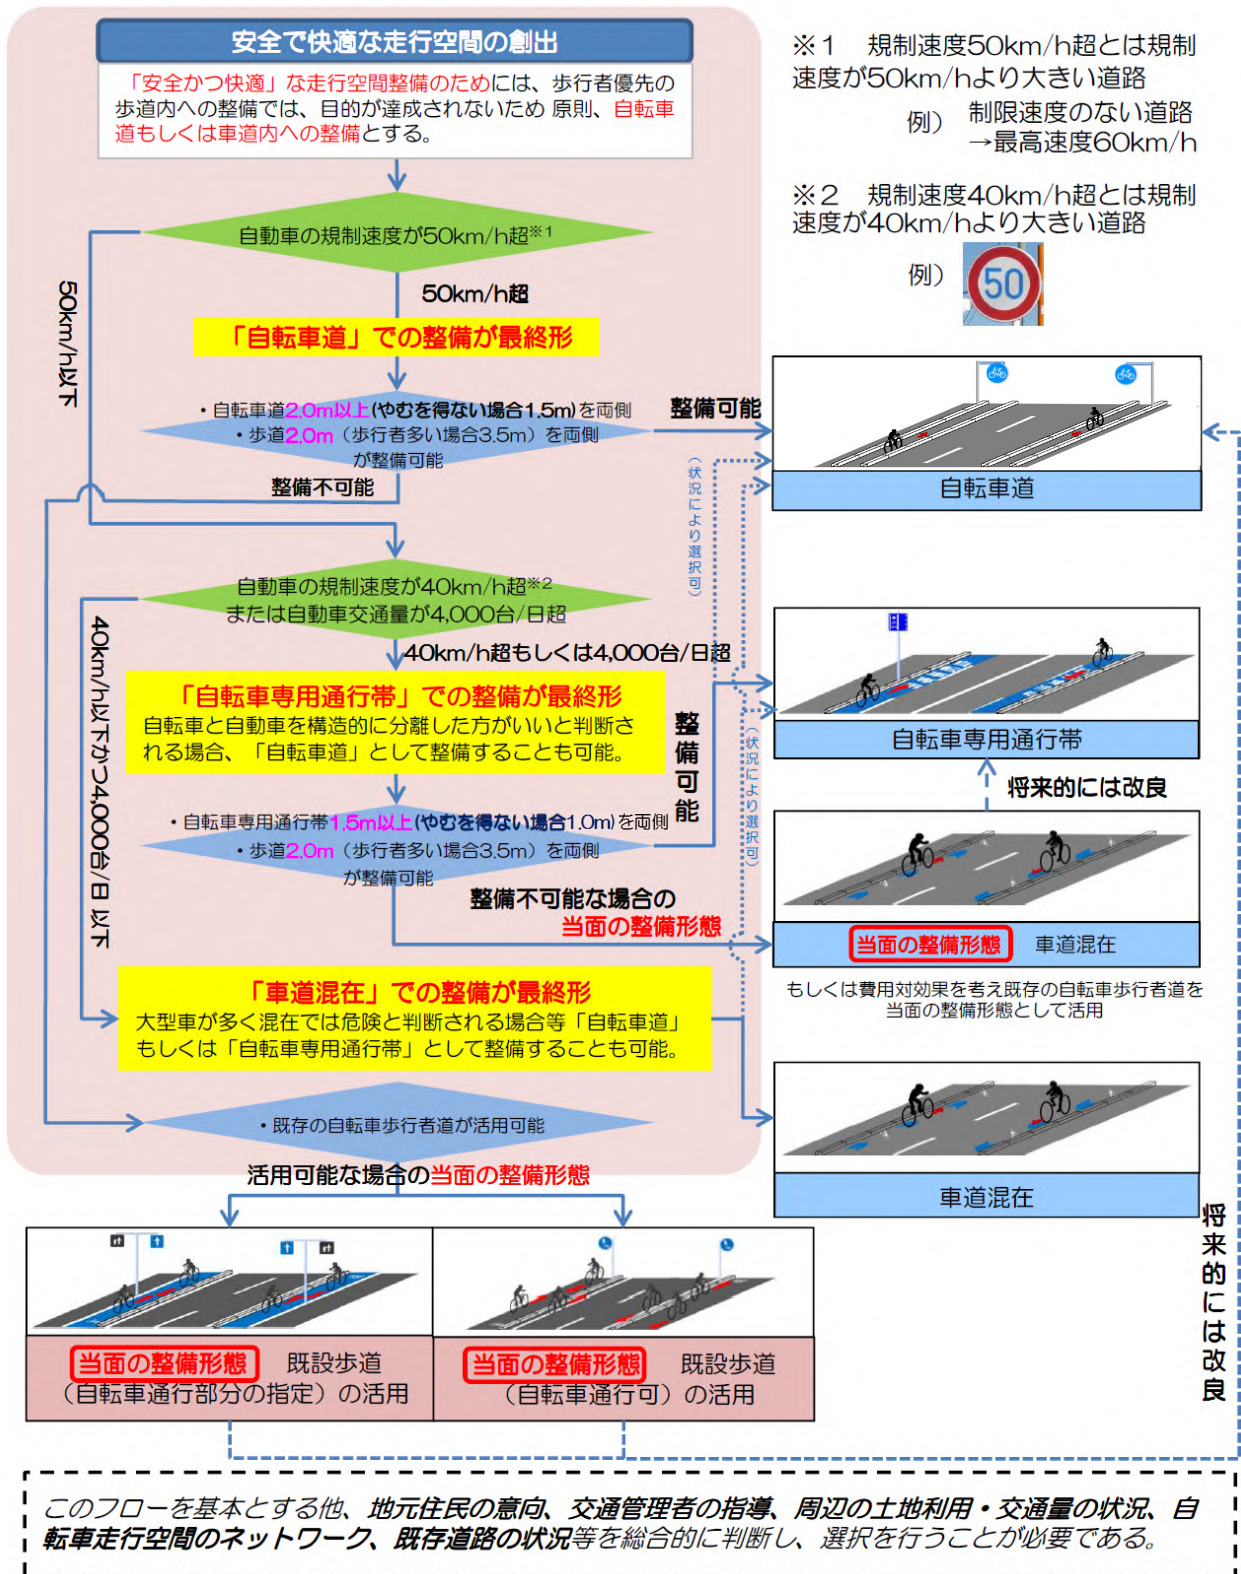 安全で快適な走行空間の創出
「安全かつ快適」な走行空間整備のためには、歩行者優先の
歩道内への整備では、目的が達成されないため 原則、自転車
道もしくは車道内への整備とする。
※1　規制速度50km/h超とは規制
速度が50km/hより大きい道路
例）　制限速度のない道路
→最高速度60km/h
※2　規制速度40km/h超とは規制
速度が40km/hより大きい道路
例）
50
自動車の規制速度が50km/h超※1
50km/h以下
50km/h超
「自転車道」での整備が最終形
・自転車道2.0m以上(やむを得ない場合1.5m)を両側
・歩道2.0m（歩行者多い場合3.5m）を両側
が整備可能
整備可能
整備不可能
自転車道
（状況により選択可）
自動車の規制速度が40km/h超※2
または自動車交通量が4,000台/日超
40km/h以下かつ4,000台/日 以下
40km/h超もしくは4,000台/日超
「自転車専用通行帯」での整備が最終形
自転車と自動車を構造的に分離した方がいいと判断さ
れる場合、「自転車道」として整備することも可能。
整備可能
（状況により選択可）
自転車専用通行帯
将来的には改良
・自転車専用通行帯1.5m以上(やむを得ない場合1.0m)を両側
・歩道2.0m（歩行者多い場合3.5m）を両側
が整備可能
整備不可能な場合の
当面の整備形態
当面の整備形態　車道混在
もしくは費用対効果を考え既存の自転車歩行者道を
当面の整備形態として活用
「車道混在」での整備が最終形
大型車が多く混在では危険と判断される場合等「自転車道」
もしくは「自転車専用通行帯」として整備することも可能。
車道混在
・既存の自転車歩行者道が活用可能
活用可能な場合の当面の整備形態
将来的には改良
当面の整備形態　既設歩道
（自転車通行部分の指定）の活用
当面の整備形態　既設歩道
（自転車通行可）の活用
このフローを基本とする他、地元住民の意向、交通管理者の指導、周辺の土地利用・交通量の状況、自
転車走行空間のネットワーク、既存道路の状況等を総合的に判断し、選択を行うことが必要である。